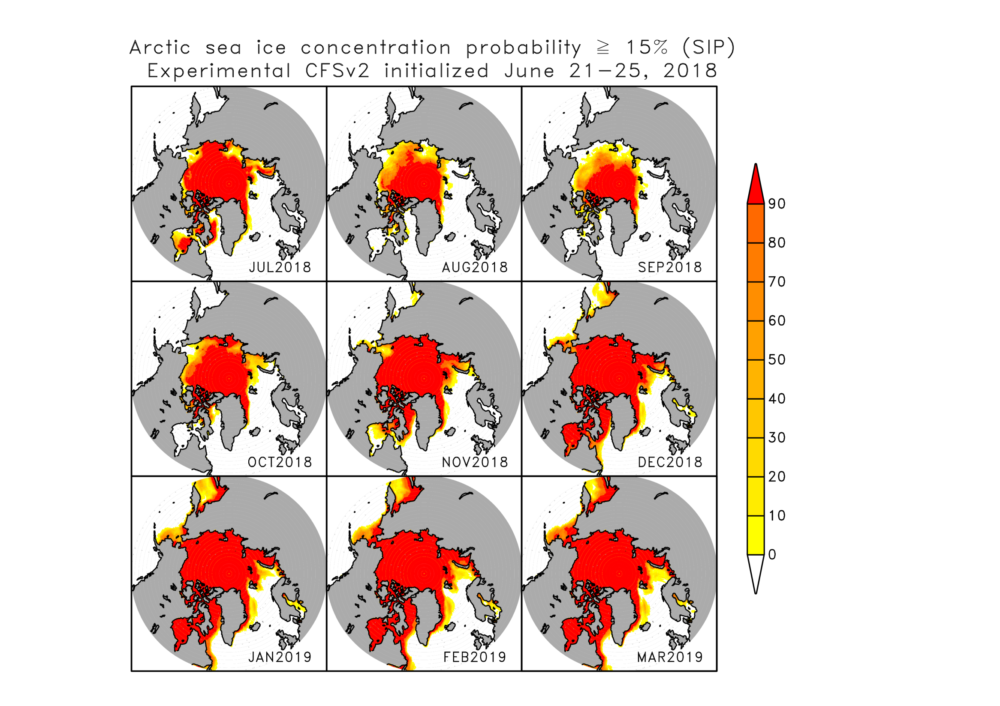 Arctic sea ice concentration probability ≧ 15% (SIP)
Experimental CFSv2 initialized June 21-25, 2018
JUL2018
AUG2018
SEP2018
OCT2018
NOV2018
DEC2018
JAN2019
FEB2019
MAR2019
90
80
70
60
50
40
30
20
10
0